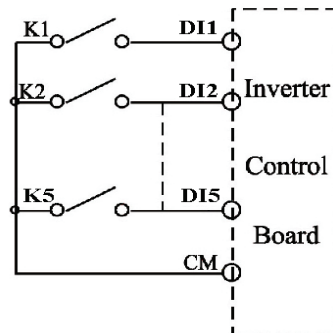 K1 DI1
K2 DI2 Inverter
Control
K5 DI5
Board
CM